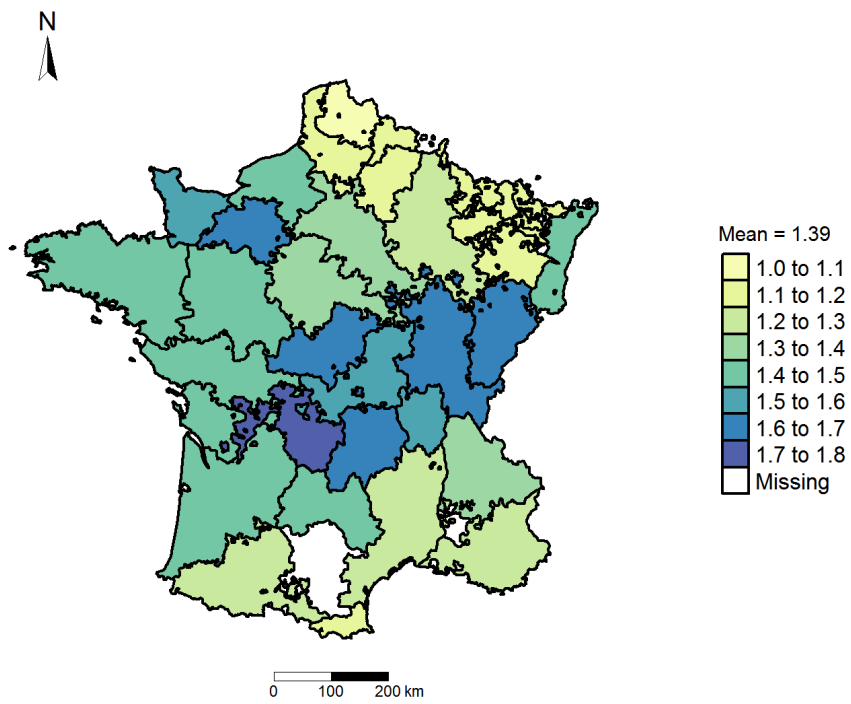 N
Mean = 1.39
1.0 to 1.1
1.1 to 1.2
1.2 to 1.3
1.3 to 1.4
1.4 to 1.5
1.5 to 1.6
1.6 to 1.7
1.7 to 1.8
Missing
0 100 200 km